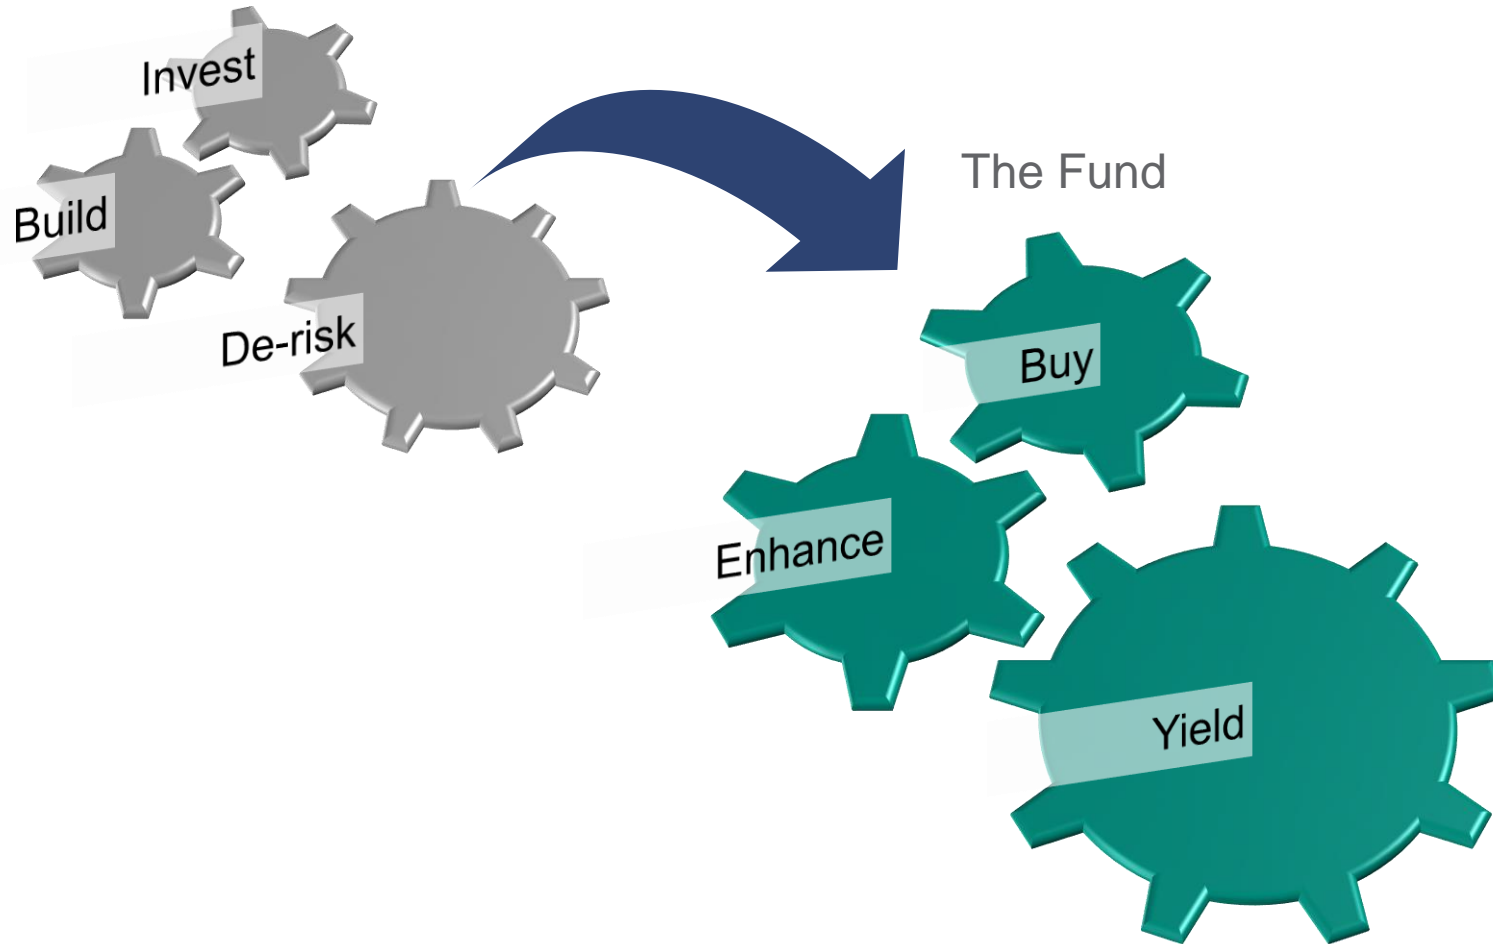 Invest
Build
De-risk
The Fund
Buy
Enhance
Yield